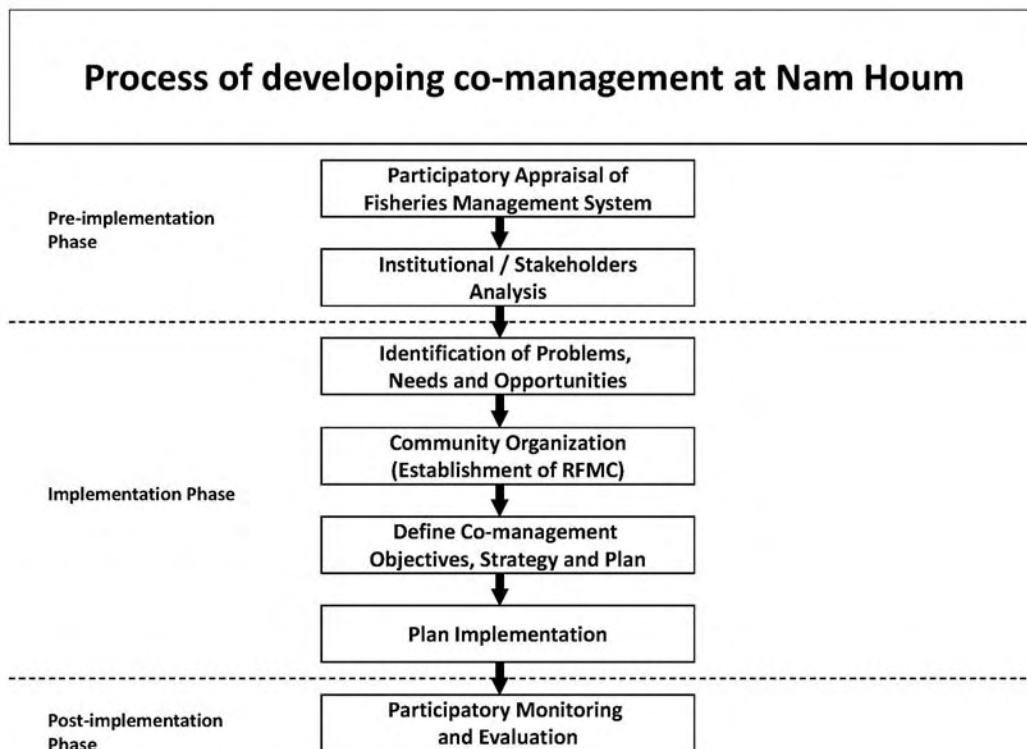 Process of developing co-management at Nam Houm
Participatory Appraisal of
Fisheries Management System
Pre-implementation
Phase
Institutional / Stakeholders
Analysis
Identification of Problems,
Needs and Opportunities
Community Organization
(Establishment of RFMC)
Implementation Phase
Define Co-management
Objectives, Strategy and Plan
Plan Implementation
Participatory Monitoring
and Evaluation
Post-implementation
Phase